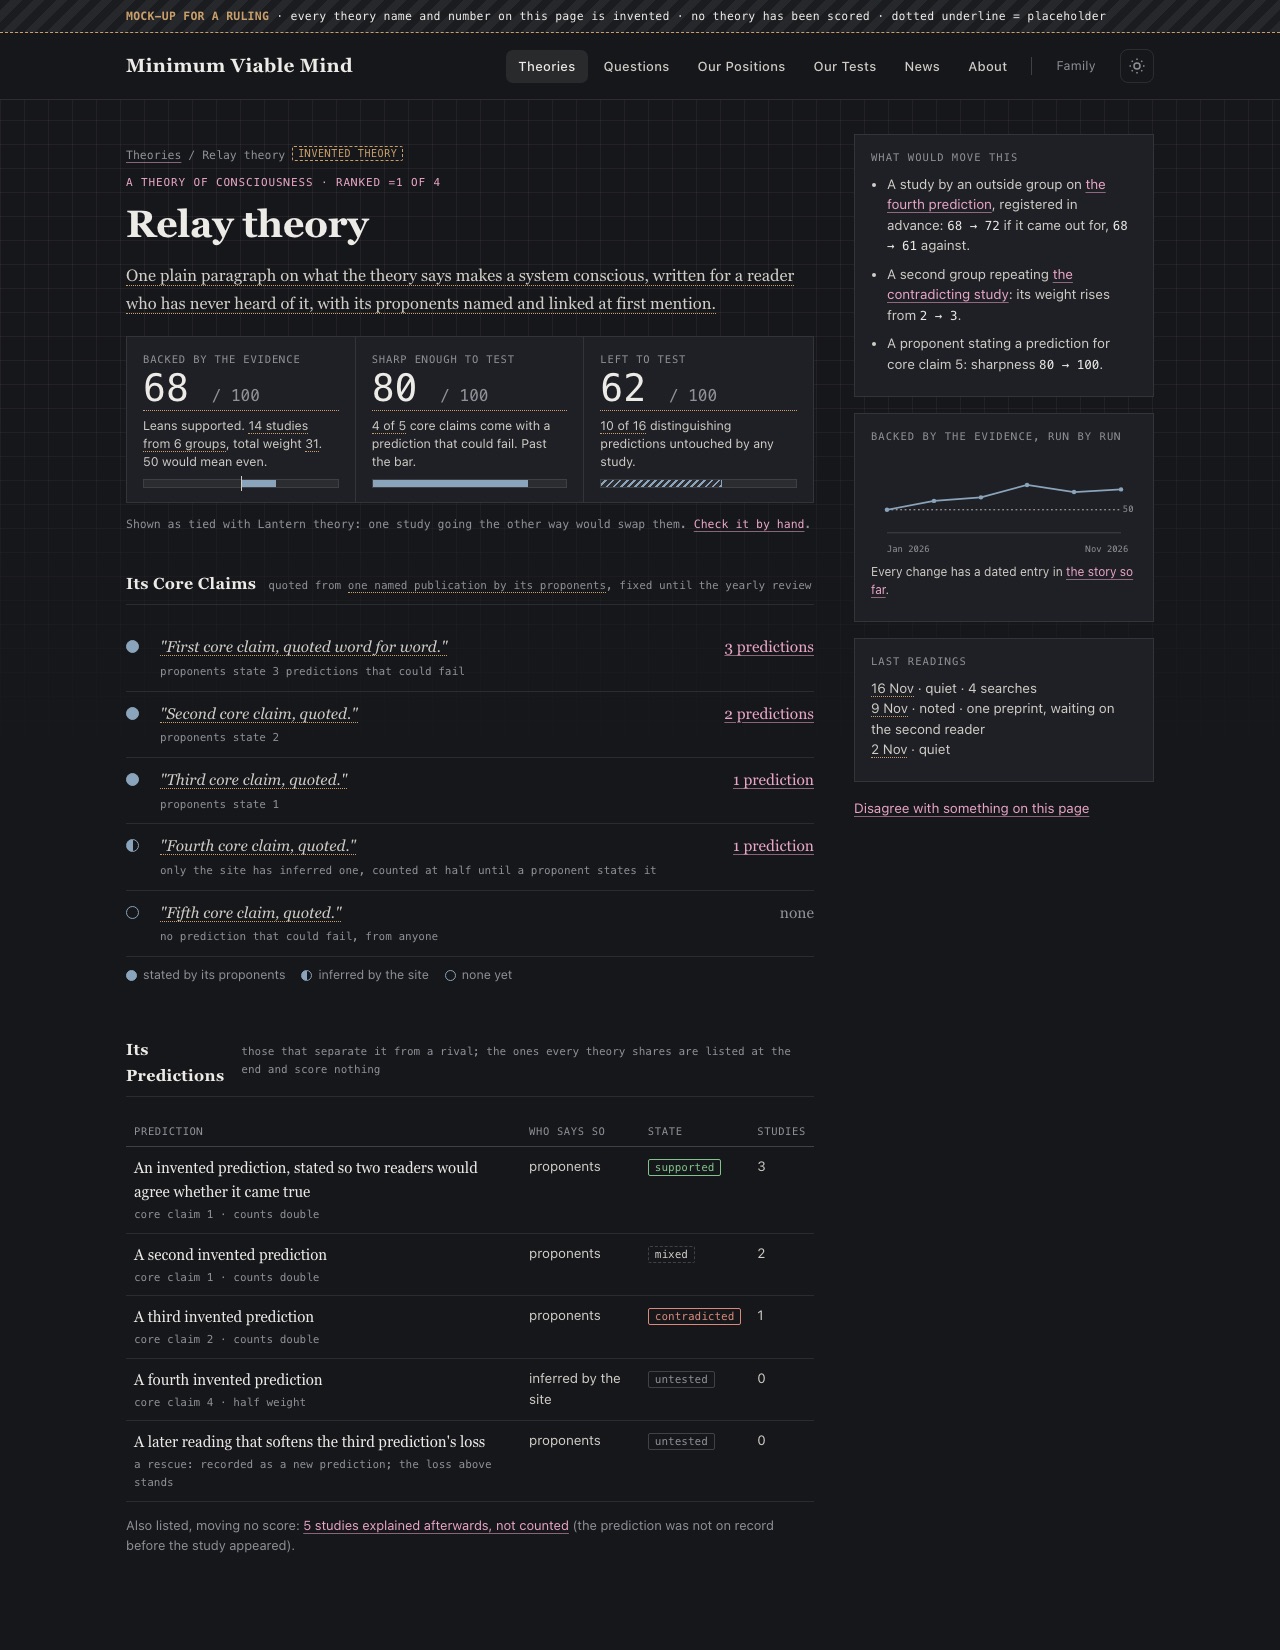 MOCK-UP FOR A RULING · every theory name and number on this page is invented · no theory has been scored · dotted underline = placeholder
Minimum Viable Mind
Theories Questions Our Positions Our Tests News About Family
Theories / Relay theory INVENTED THEORY
A THEORY OF CONSCIOUSNESS · RANKED =1 OF 4
Relay theory
One plain paragraph on what the theory says makes a system conscious, written for a reader
who has never heard of it, with its proponents named and linked at first mention.
BACKED BY THE EVIDENCE
68 / 100
Leans supported. 14 studies
from 6 groups, total weight 31.
50 would mean even.
SHARP ENOUGH TO TEST
80 / 100
4 of 5 core claims come with a
prediction that could fail. Past
the bar.
LEFT TO TEST
62 / 100
10 of 16 distinguishing
predictions untouched by any
study.
Shown as tied with Lantern theory: one study going the other way would swap them. Check it by hand.
Its Core Claims quoted from one named publication by its proponents, fixed until the yearly review
"First core claim, quoted word for word." 3 predictions
proponents state 3 predictions that could fail
"Second core claim, quoted." 2 predictions
proponents state 2
"Third core claim, quoted." 1 prediction
proponents state 1
"Fourth core claim, quoted." 1 prediction
only the site has inferred one, counted at half until a proponent states it
"Fifth core claim, quoted." none
no prediction that could fail, from anyone
stated by its proponents inferred by the site none yet
Its
Predictions
those that separate it from a rival; the ones every theory shares are listed at the
end and score nothing
PREDICTION WHO SAYS SO STATE STUDIES
An invented prediction, stated so two readers would
agree whether it came true
core claim 1 · counts double
proponents supported 3
A second invented prediction
core claim 1 · counts double
proponents mixed 2
A third invented prediction
core claim 2 · counts double
proponents contradicted 1
A fourth invented prediction
core claim 4 · half weight
inferred by the
site
untested 0
A later reading that softens the third prediction's loss
a rescue: recorded as a new prediction; the loss above
stands
proponents untested 0
Also listed, moving no score: 5 studies explained afterwards, not counted (the prediction was not on record
before the study appeared).
WHAT WOULD MOVE THIS
• A study by an outside group on the
fourth prediction, registered in
advance: 68 → 72 if it came out for, 68
→ 61 against.
• A second group repeating the
contradicting study: its weight rises
from 2 → 3.
• A proponent stating a prediction for
core claim 5: sharpness 80 → 100.
BACKED BY THE EVIDENCE, RUN BY RUN
50
Jan 2026 Nov 2026
Every change has a dated entry in the story so
far.
LAST READINGS
16 Nov · quiet · 4 searches
9 Nov · noted · one preprint, waiting on
the second reader
2 Nov · quiet
Disagree with something on this page